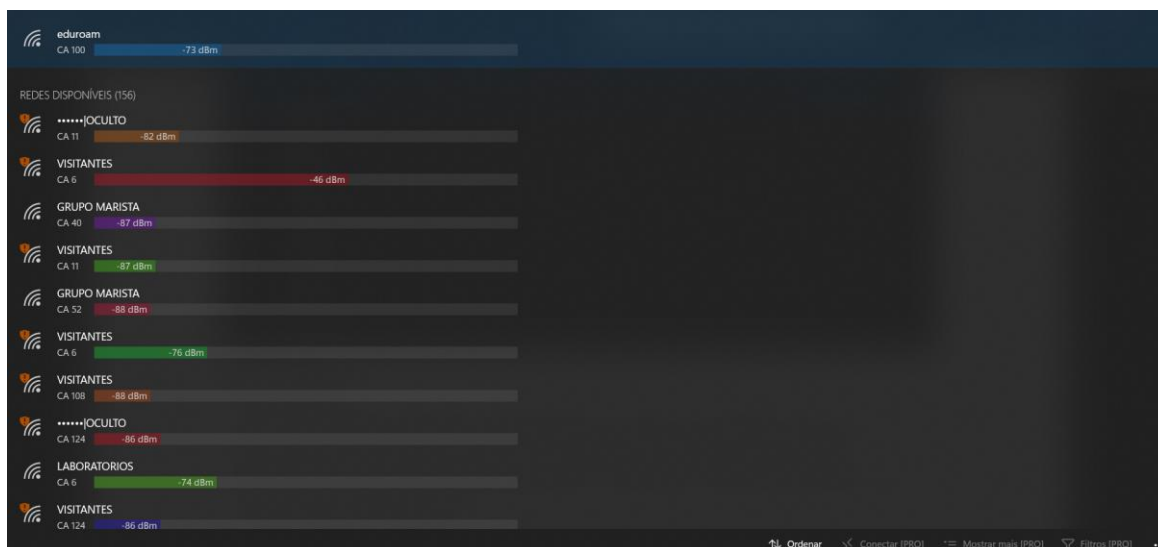 eduroam
CA 100 -73 dBm
REDES DISPONÍVEIS (156)
••••••|OCULTO
CA 11 -82 dBm
VISITANTES
CA 6 -46 dBm
GRUPO MARISTA
CA 40 -87 dBm
VISITANTES
CA 11 -87 dBm
GRUPO MARISTA
CA 52 -88 dBm
VISITANTES
CA 6 -76 dBm
VISITANTES
CA 108 -88 dBm
••••••|OCULTO
CA 124 -86 dBm
LABORATORIOS
CA 6 -74 dBm
VISITANTES
CA 124 -86 dBm
Ordenar Conectar [PRO] Mostrar mais [PRO] Filtros [PRO]